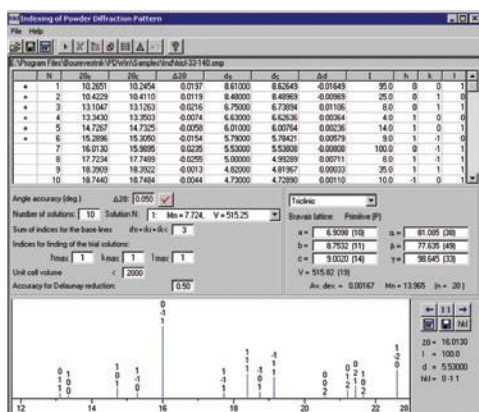 Indexing of Powder Diffraction Pattern
File Help
E:\Program Files\Bourevestnik\PDWin\Samples\Ind\tricl-33-140.smp
N 2θo 2θc Δ2θ do dc Δd I h k l
1 10.2651 10.2454 0.0197 8.61000 8.62649 -0.01649 95.0 0 0 1
2 10.4229 10.4110 0.0119 8.48000 8.48969 -0.00969 25.0 0 1 0
3 13.1047 13.1263 -0.0216 6.75000 6.73894 0.01106 8.0 0 1 1
4 13.3430 13.3503 -0.0074 6.63000 6.62636 0.00364 4.0 1 0 0
5 14.7267 14.7325 -0.0058 6.01000 6.00764 0.00236 14.0 1 0 1
6 15.2896 15.3050 -0.0154 5.79000 5.78421 0.00579 9.0 1 -1 0
7 16.0130 15.9895 0.0235 5.53000 5.53808 -0.00808 100.0 0 -1 1
8 17.7234 17.7489 -0.0255 5.00000 4.99289 0.00711 8.0 1 -1 1
9 18.3909 18.3922 -0.0013 4.82000 4.81967 0.00033 35.0 1 1 1
10 18.7440 18.7484 -0.0044 4.73000 4.72890 0.00110 10.0 -1 0 1
Angle accuracy (deg.) Δ2θ: 0.050
Number of solutions: 10 Solution N: 1: Mn = 7.724, V = 515.25
Sum of indices for the base lines 3
Indices for finding of the trial solutions:
hmax 1 kmax 1 lmax 1
Unit cell volume < 2000
Accuracy for Delaunay reduction: 0.50
Triclinic
Bravais lattice: Primitive (P)
a = 6.9098 (10) α = 81.085 (38)
b = 8.7532 (11) β = 77.635 (49)
c = 9.0020 (14) γ = 98.645 (33)
V = 515.82 (19)
Av. dev. = 0.00167 Mn = 13.965 (n = 20)
1:1
hkl
2θ = 16.0130
I = 100.0
d = 5.53000
hkl = 0 -1 1
12 14 16 18 20 22 2θ